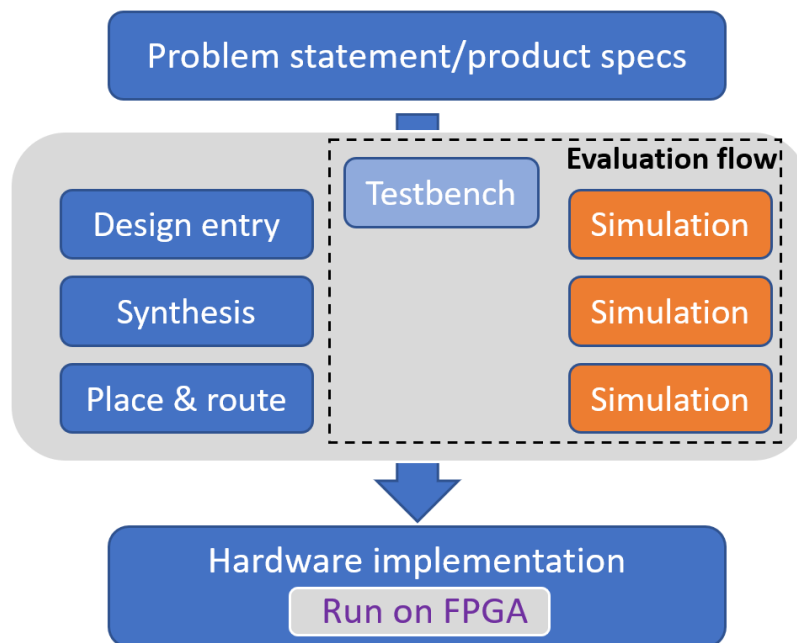 Problem statement/product specs
Evaluation flow
Testbench
Design entry
Simulation
Synthesis
Simulation
Place & route
Simulation
Hardware implementation
Run on FPGA